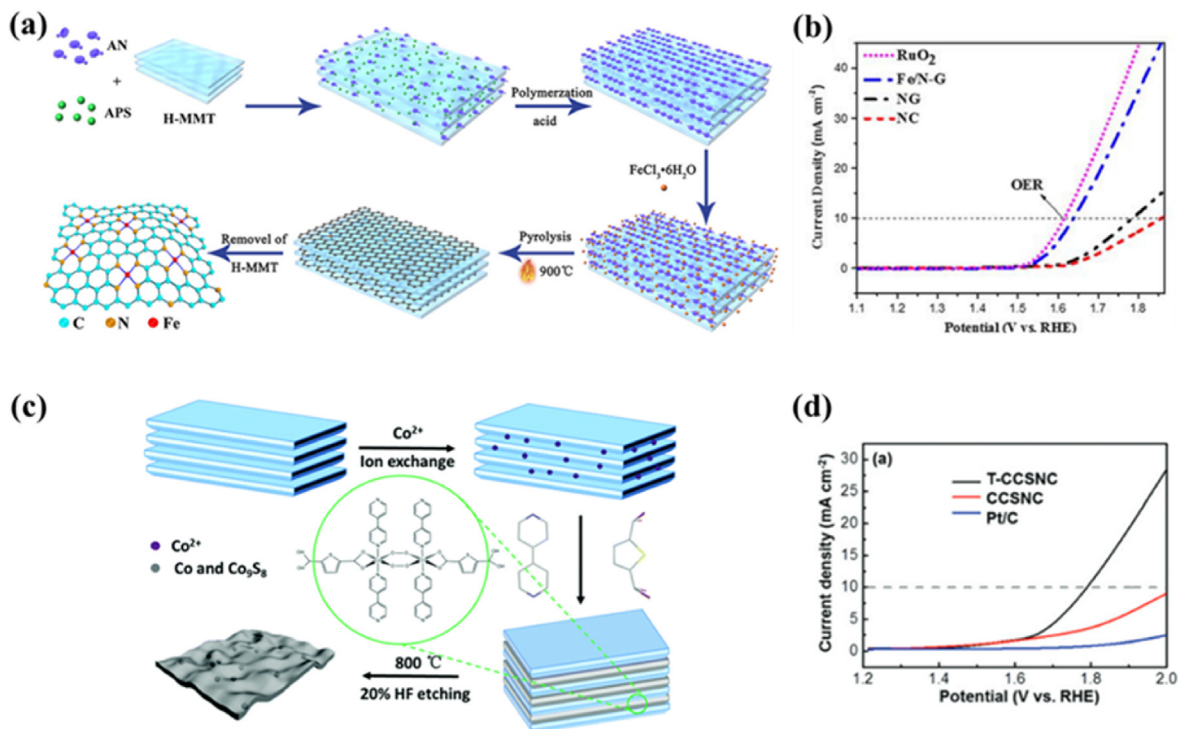 (a)
AN
+
APS
H-MMT
Polymerzation
acid
FeCl3•6H2O
Pyrolysis
900℃
Removel of
H-MMT
C N Fe
(b)
Current Density (mA cm-2)
40
30
20
10
0
RuO2
Fe/N-G
NG
NC
OER
1.1 1.2 1.3 1.4 1.5 1.6 1.7 1.8
Potential (V vs. RHE)
(c)
Co2+
Ion exchange
Co2+
Co and Co9S8
800 ℃
20% HF etching
(d)
(a)
Current density (mA cm-2)
30
25
20
15
10
5
0
T-CCSNC
CCSNC
Pt/C
1.2 1.4 1.6 1.8 2.0
Potential (V vs. RHE)